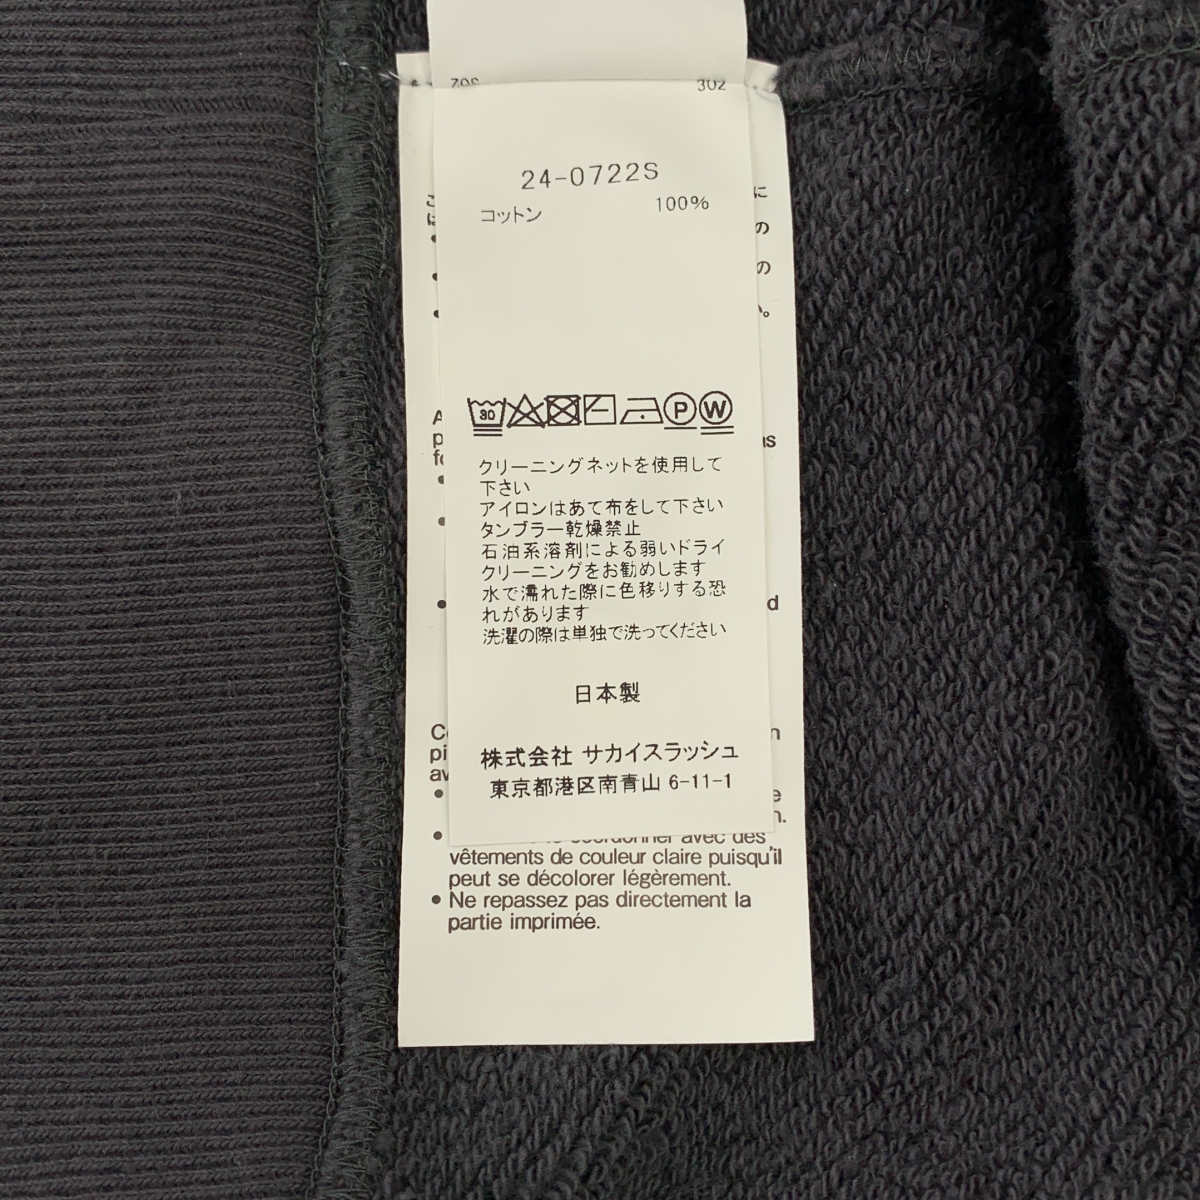 302
24-0722S
コットン 100%
30
P W
クリーニングネットを使用して
下さい
アイロンはあて布をして下さい
タンブラー乾燥禁止
石油系溶剤による弱いドライ
クリーニングをお勧めします
水で濡れた際に色移りする恐
れがあります
洗濯の際は単独で洗ってください
日本製
株式会社 サカイスラッシュ
東京都港区南青山 6-11-1
coordonner avec des
vêtements de couleur claire puisqu'il
peut se décolorer légèrement.
• Ne repassez pas directement la
partie imprimée.